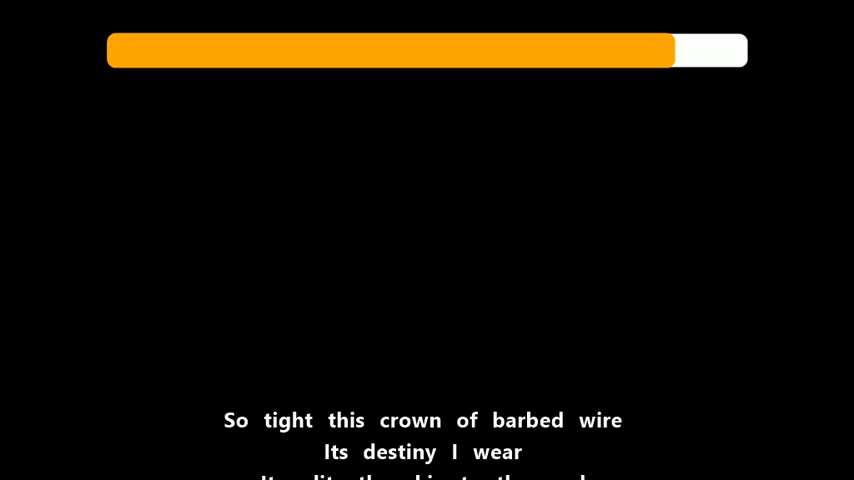 So tight this crown of barbed wire
Its destiny I wear